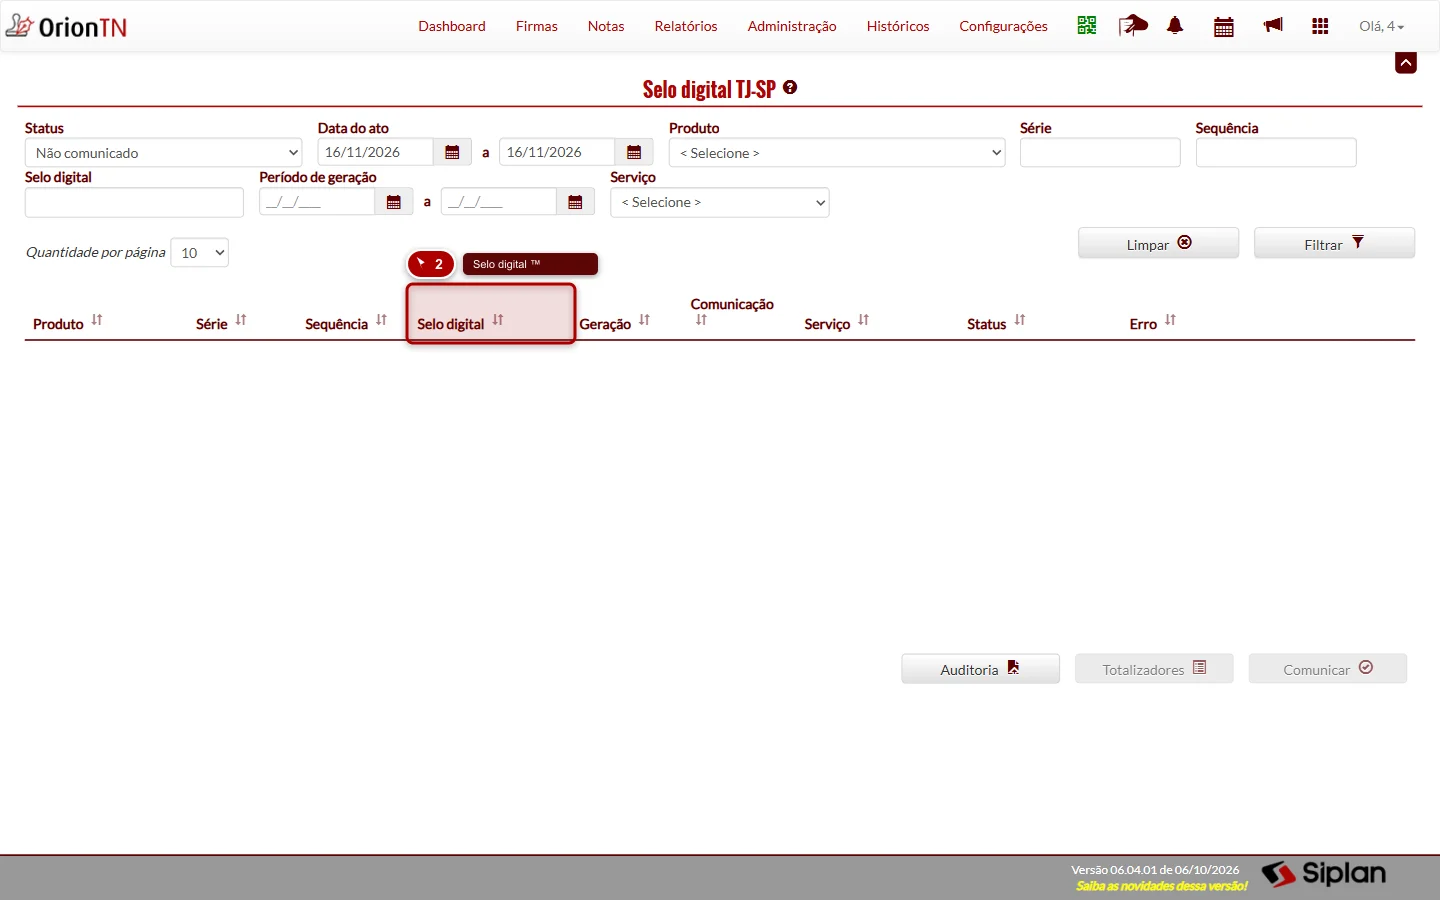 OrionTN Dashboard Firmas Notas Relatórios Administração Históricos Configurações Olá, 4
Selo digital TJ-SP
Status Data do ato Produto Série Sequência
Não comunicado 16/11/2026 a 16/11/2026 < Selecione >
Selo digital Período de geração Serviço
__/__/____ a __/__/____ < Selecione >
Quantidade por página 10 Limpar Filtrar
2 Selo digital ™
Produto Série Sequência Selo digital Geração Comunicação Serviço Status Erro
Auditoria Totalizadores Comunicar
Versão 06.04.01 de 06/10/2026
Saiba as novidades dessa versão!
Siplan